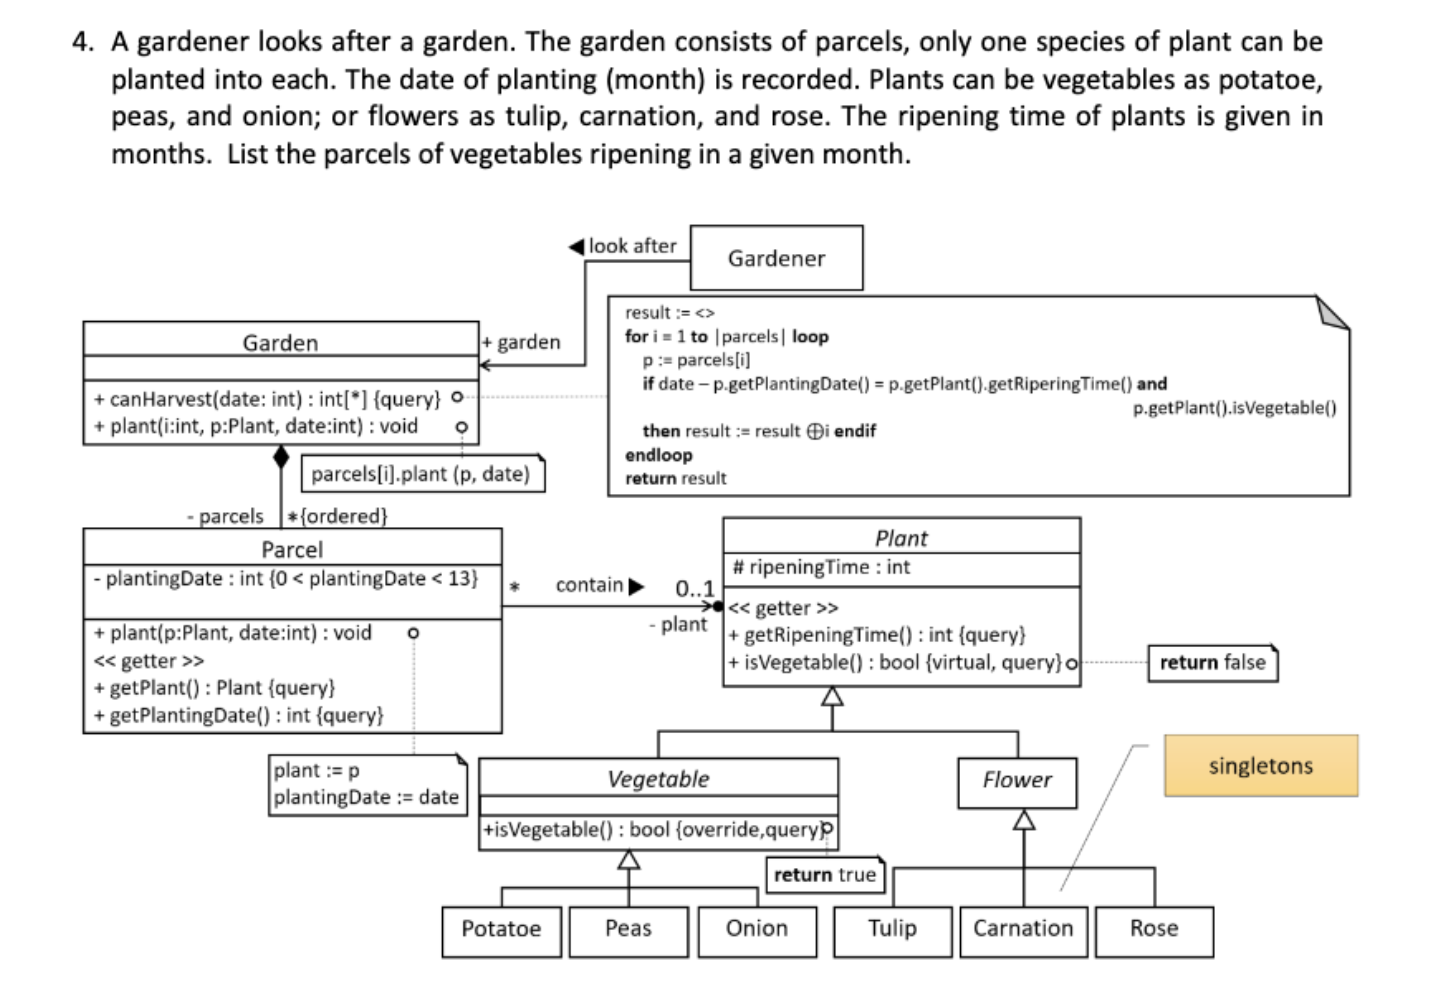 4. A gardener looks after a garden. The garden consists of parcels, only one species of plant can be
planted into each. The date of planting (month) is recorded. Plants can be vegetables as potatoe,
peas, and onion; or flowers as tulip, carnation, and rose. The ripening time of plants is given in
months. List the parcels of vegetables ripening in a given month.
◀look after
Gardener
Garden
+ garden
+ canHarvest(date: int) : int[*] {query}
+ plant(i:int, p:Plant, date:int) : void
result := <>
for i = 1 to |parcels| loop
p := parcels[i]
if date – p.getPlantingDate() = p.getPlant().getRiperingTime() and
p.getPlant().isVegetable()
then result := result ⨁i endif
endloop
return result
parcels[i].plant (p, date)
- parcels
*{ordered}
Parcel
- plantingDate : int {0 < plantingDate < 13}
+ plant(p:Plant, date:int) : void
<< getter >>
+ getPlant() : Plant {query}
+ getPlantingDate() : int {query}
*
contain▶
0..1
- plant
Plant
# ripeningTime : int
<< getter >>
+ getRipeningTime() : int {query}
+ isVegetable() : bool {virtual, query}
return false
plant := p
plantingDate := date
Vegetable
+isVegetable() : bool {override,query}
return true
Flower
singletons
Potatoe
Peas
Onion
Tulip
Carnation
Rose